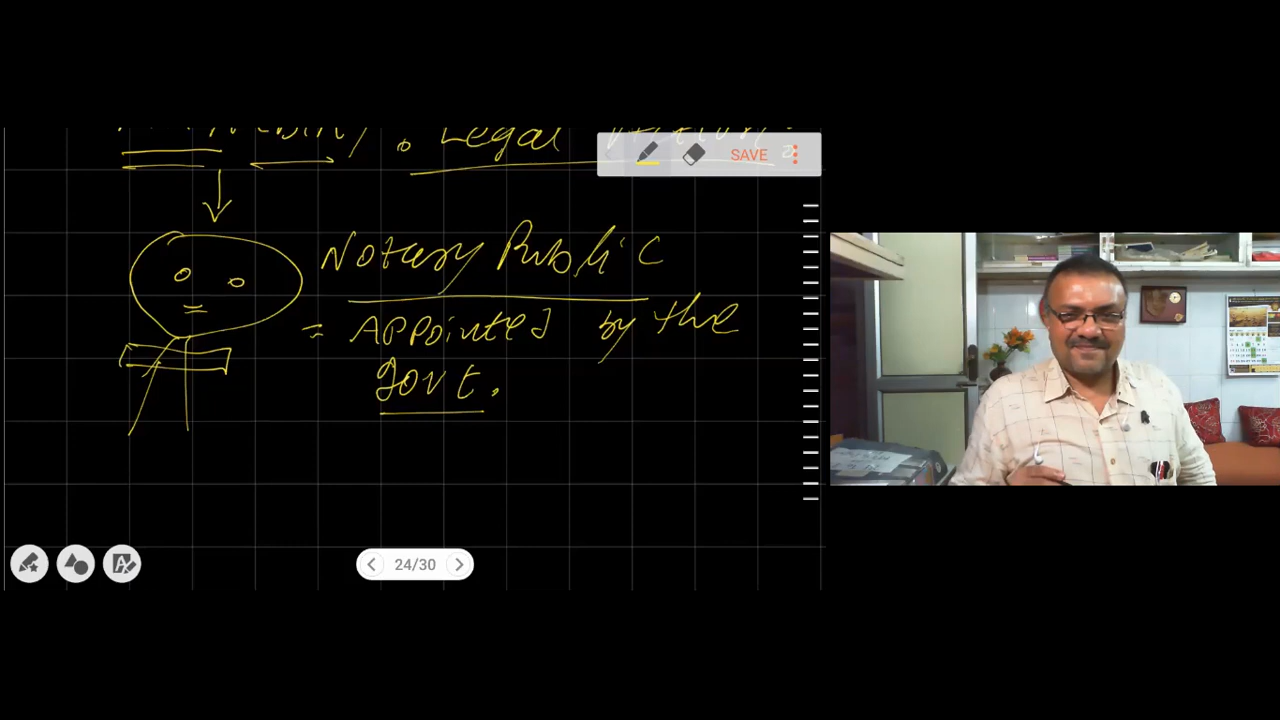 . Legal
SAVE
Notary Public
= Appointed by the
govt.
24/30